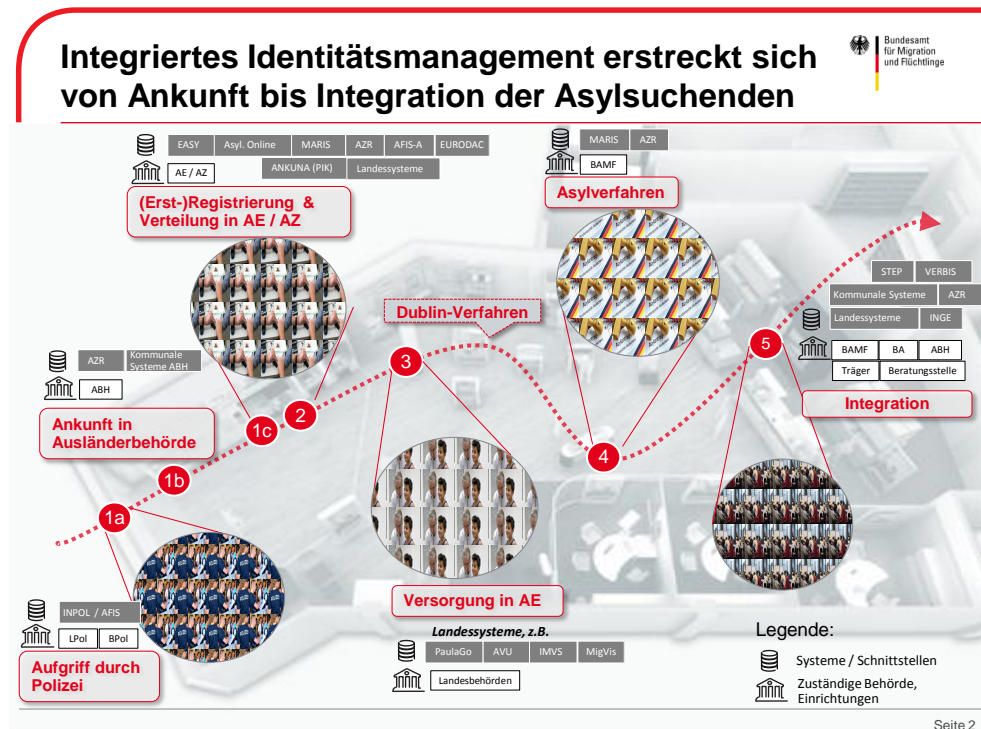 Integriertes Identitätsmanagement erstreckt sich
von Ankunft bis Integration der Asylsuchenden
Bundesamt
für Migration
und Flüchtlinge
EASY Asyl. Online MARIS AZR AFIS-A EURODAC
AE / AZ ANKUNA (PIK) Landessysteme
(Erst-)Registrierung &
Verteilung in AE / AZ
MARIS AZR
BAMF
Asylverfahren
Dublin-Verfahren
STEP VERBIS
Kommunale Systeme AZR
Landessysteme INGE
BAMF BA ABH
Träger Beratungsstelle
Integration
AZR Kommunale
Systeme ABH
ABH
Ankunft in
Ausländerbehörde
1a
1b
1c
2
3
4
5
INPOL / AFIS
LPol BPol
Aufgriff durch
Polizei
Versorgung in AE
Landessysteme, z.B.
PaulaGo AVU IMVS MigVis
Landesbehörden
Legende:
Systeme / Schnittstellen
Zuständige Behörde,
Einrichtungen
Seite 2